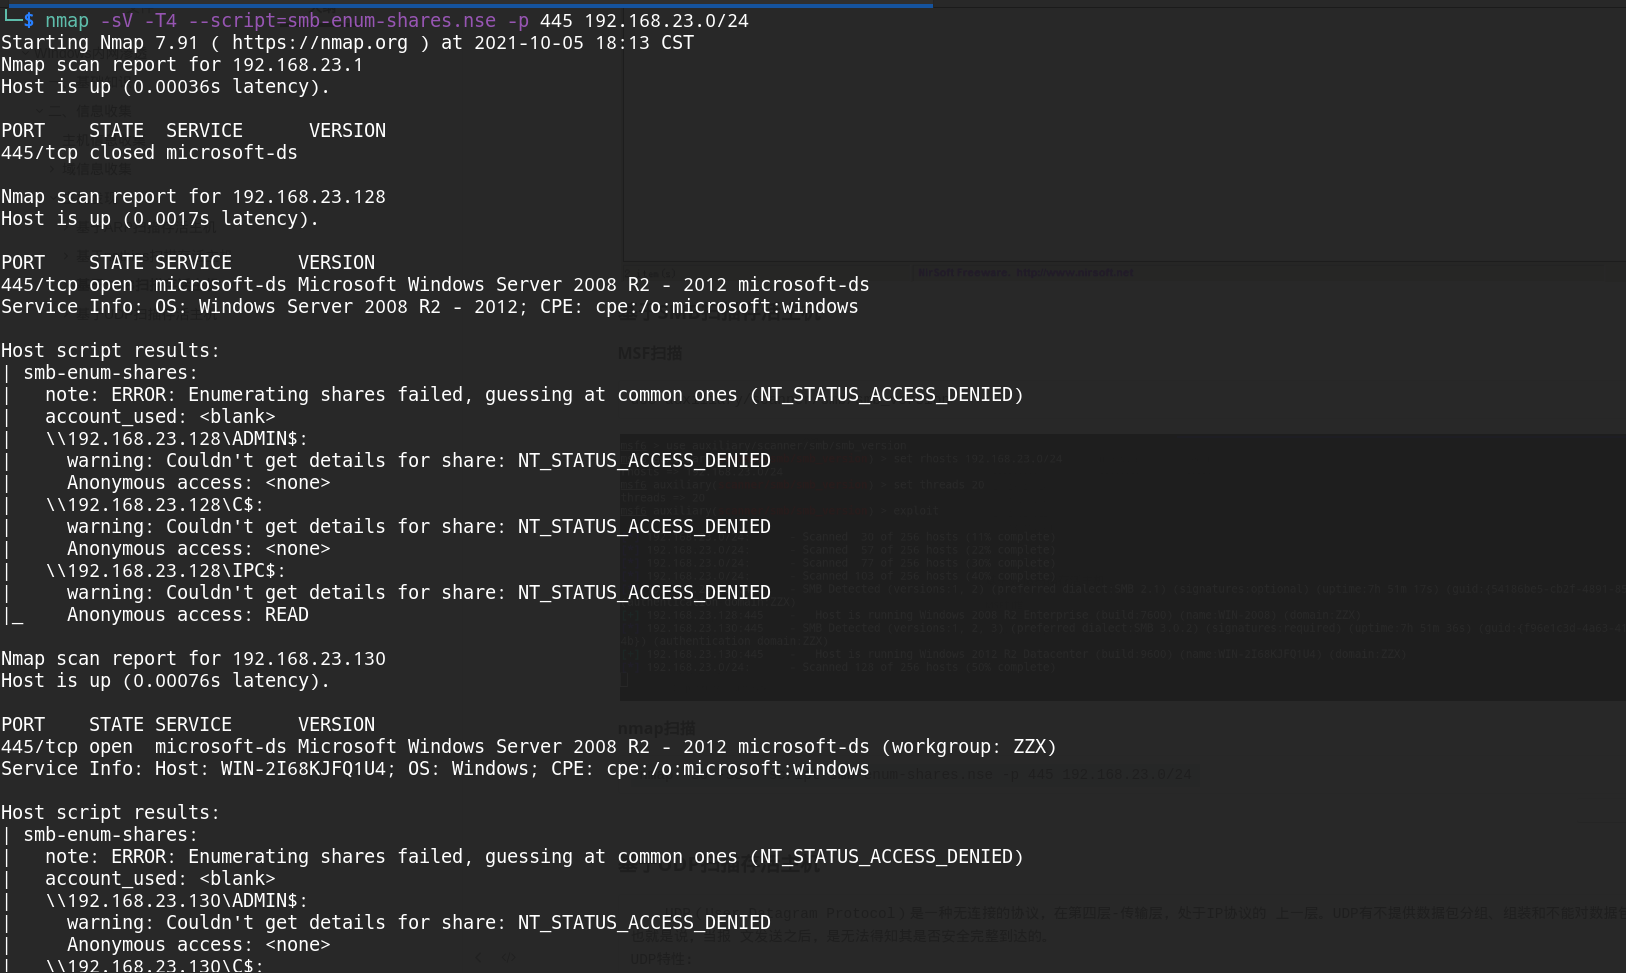 └─$ nmap -sV -T4 --script=smb-enum-shares.nse -p 445 192.168.23.0/24
Starting Nmap 7.91 ( https://nmap.org ) at 2021-10-05 18:13 CST
Nmap scan report for 192.168.23.1
Host is up (0.00036s latency).
PORT    STATE  SERVICE      VERSION
445/tcp closed microsoft-ds
Nmap scan report for 192.168.23.128
Host is up (0.0017s latency).
PORT    STATE SERVICE      VERSION
445/tcp open  microsoft-ds Microsoft Windows Server 2008 R2 - 2012 microsoft-ds
Service Info: OS: Windows Server 2008 R2 - 2012; CPE: cpe:/o:microsoft:windows
Host script results:
| smb-enum-shares:
|   note: ERROR: Enumerating shares failed, guessing at common ones (NT_STATUS_ACCESS_DENIED)
|   account_used: <blank>
|   \\192.168.23.128\ADMIN$:
|     warning: Couldn't get details for share: NT_STATUS_ACCESS_DENIED
|     Anonymous access: <none>
|   \\192.168.23.128\C$:
|     warning: Couldn't get details for share: NT_STATUS_ACCESS_DENIED
|     Anonymous access: <none>
|   \\192.168.23.128\IPC$:
|     warning: Couldn't get details for share: NT_STATUS_ACCESS_DENIED
|_    Anonymous access: READ
Nmap scan report for 192.168.23.130
Host is up (0.00076s latency).
PORT    STATE SERVICE      VERSION
445/tcp open  microsoft-ds Microsoft Windows Server 2008 R2 - 2012 microsoft-ds (workgroup: ZZX)
Service Info: Host: WIN-2I68KJFQ1U4; OS: Windows; CPE: cpe:/o:microsoft:windows
Host script results:
| smb-enum-shares:
|   note: ERROR: Enumerating shares failed, guessing at common ones (NT_STATUS_ACCESS_DENIED)
|   account_used: <blank>
|   \\192.168.23.130\ADMIN$:
|     warning: Couldn't get details for share: NT_STATUS_ACCESS_DENIED
|     Anonymous access: <none>
|   \\192.168.23.130\C$:
MSF扫描
nmap扫描